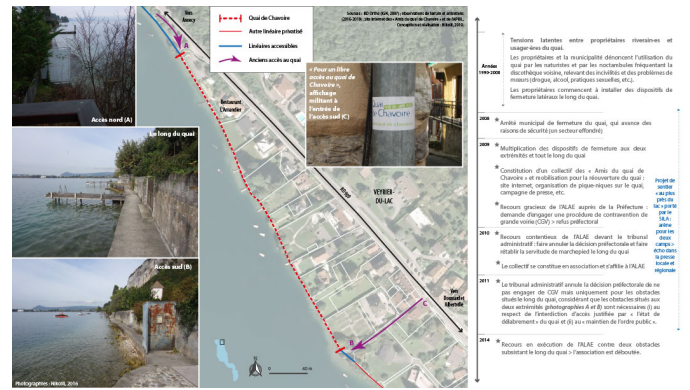 Sources : BD Ortho (IGN, 2007) ; observations de terrain et entretiens
(2016-2019) ; site internet des « Amis du quai de Chavoire » et de l'ALAE.
Conception et réalisation : Nikolli, 2016.
Vers
Annecy
A
Quai de Chavoire
Autre linéaire privatisé
Linéaires accessibles
Anciens accès au quai
Accès nord (A)
« Pour un libre
accès au quai de
Chavoire »,
affichage
militant à
l'entrée de
l'accès sud (C)
de Chavoire
Restaurant
Le long du quai
RD 909
VEYRIER-
DU-LAC
Accès sud (B)
C
B
Vers
Doussard et
Albertville
N
Photographies : Nikolli, 2016
Années
1990-2008
Tensions latentes entre propriétaires riverain-es et
usager-ères du quai.
Les propriétaires et la municipalité dénoncent l'utilisation du
quai par les naturistes et par les noctambules fréquentant la
discothèque voisine, relevant des incivilités et des problèmes de
mœurs (drogue, alcool, pratiques sexuelles, etc.).
Les propriétaires commencent à installer des dispositifs de
fermeture latéraux le long du quai.
2008
Arrêté municipal de fermeture du quai, qui avance des
raisons de sécurité (un secteur effondré)
2009
Multiplication des dispositifs de fermeture aux deux
extrémités et tout le long du quai
Constitution d'un collectif des « Amis du quai de
Chavoire » et mobilisation pour la réouverture du quai :
site internet, organisation de pique-niques sur le quai,
campagne de presse, etc.
Recours gracieux de l'ALAE auprès de la Préfecture :
demande d'engager une procédure de contravention de
grande voirie (CGV) > refus préfectoral
2010
Recours contentieux de l'ALAE devant le tribunal
administratif : faire annuler la décision préfectorale et faire
rétablir la servitude de marchepied le long du quai
Le collectif se constitue en association et s'affilie à l'ALAE
2011
Le tribunal administratif annule la décision préfectorale de ne
pas engager de CGV mais uniquement pour les obstacles
situés le long du quai, considérant que les obstacles situés aux
deux extrémités (photographies A et B) sont nécessaires (i) au
respect de l'interdiction d'accès justifiée par « l'état de
délabrement » du quai et (ii) au « maintien de l'ordre public ».
2014
Recours en exécution de l'ALAE contre deux obstacles
subsistant le long du quai > l'association est déboutée.
Projet de
sentier
« au plus
près du
lac » porté
par le
SILA :
arène
pour les
deux
camps >
écho dans
la presse
locale et
régionale